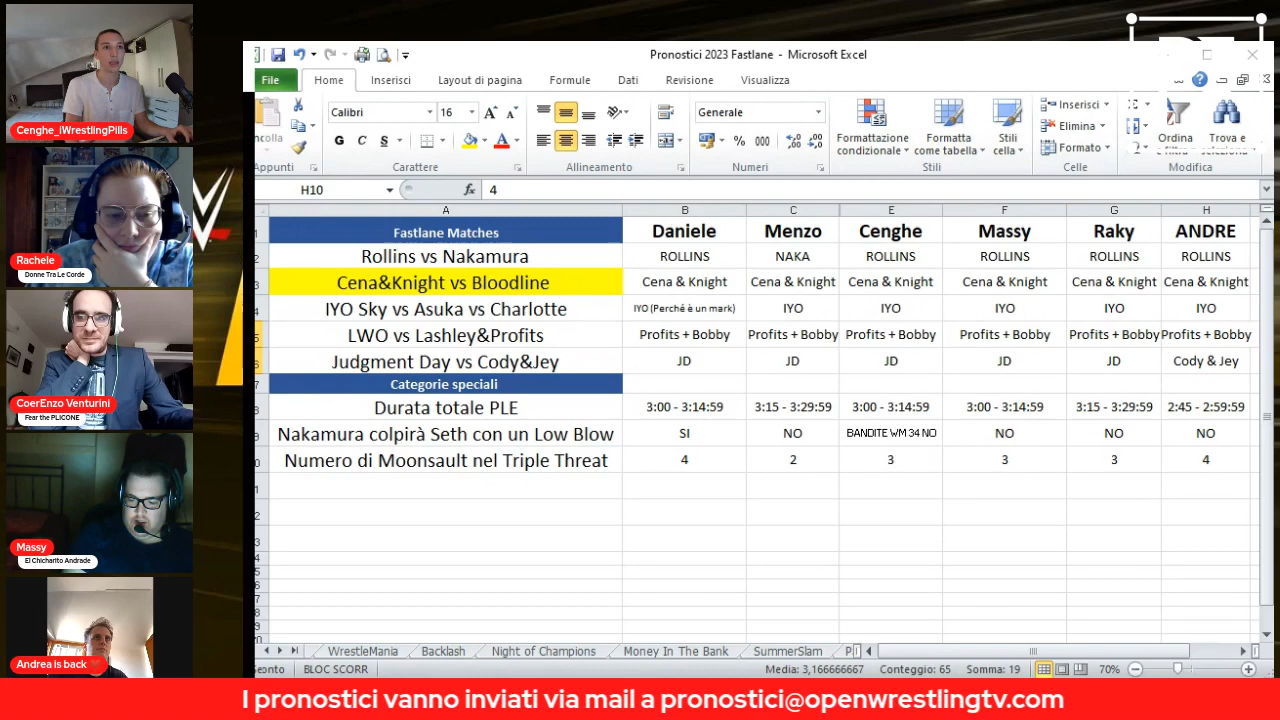 Pronostici 2023 Fastlane - Microsoft Excel
File Home Inserisci Layout di pagina Formule Dati Revisione Visualizza
Calibri 16 Generale
G C S
% 000
Formattazione condizionale Formatta come tabella Stili cella
Inserisci
Elimina
Formato
Ordina Trova e
Appunti Carattere Allineamento Numeri Stili Celle Modifica
H10 fx 4
A B C D E F G H
Fastlane Matches Daniele Menzo Cenghe Massy Raky ANDRE
Rollins vs Nakamura ROLLINS NAKA ROLLINS ROLLINS ROLLINS ROLLINS
Cena&Knight vs Bloodline Cena & Knight Cena & Knight Cena & Knight Cena & Knight Cena & Knight Cena & Knight
IYO Sky vs Asuka vs Charlotte IYO (Perché è un mark) IYO IYO IYO IYO IYO
LWO vs Lashley&Profits Profits + Bobby Profits + Bobby Profits + Bobby Profits + Bobby Profits + Bobby Profits + Bobby
Judgment Day vs Cody&Jey JD JD JD JD JD Cody & Jey
Categorie speciali
Durata totale PLE 3:00 - 3:14:59 3:15 - 3:29:59 3:00 - 3:14:59 3:00 - 3:14:59 3:15 - 3:29:59 2:45 - 2:59:59
Nakamura colpirà Seth con un Low Blow SI NO BANDITE WM 34 NO NO NO NO
Numero di Moonsault nel Triple Threat 4 2 3 3 3 4
WrestleMania Backlash Night of Champions Money In The Bank SummerSlam
BLOC SCORR Media: 3,166666667 Conteggio: 65 Somma: 19 70%
Cenghe_IWrestlingPills
Rachele
Donne Tra Le Corde
CoerEnzo Venturini
Fear the PLICONE
Massy
El Chicharito Andrade
Andrea is back
I pronostici vanno inviati via mail a pronostici@openwrestlingtv.com